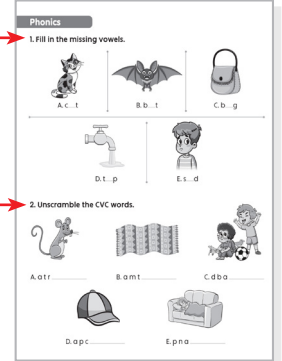 Phonics
1. Fill in the missing vowels.
A. c....t B. b....t C. b....g
D. t....p E. s....d
2. Unscramble the CVC words.
A. a t r .............. B. a m t .............. C. d b a ..............
D. a p c .............. E. p n a ..............